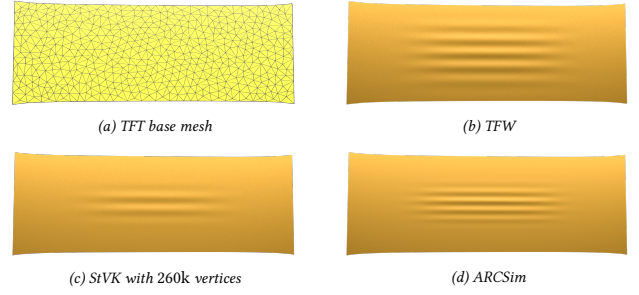 (a) TFT base mesh
(b) TFW
(c) StVK with 260k vertices
(d) ARCSim